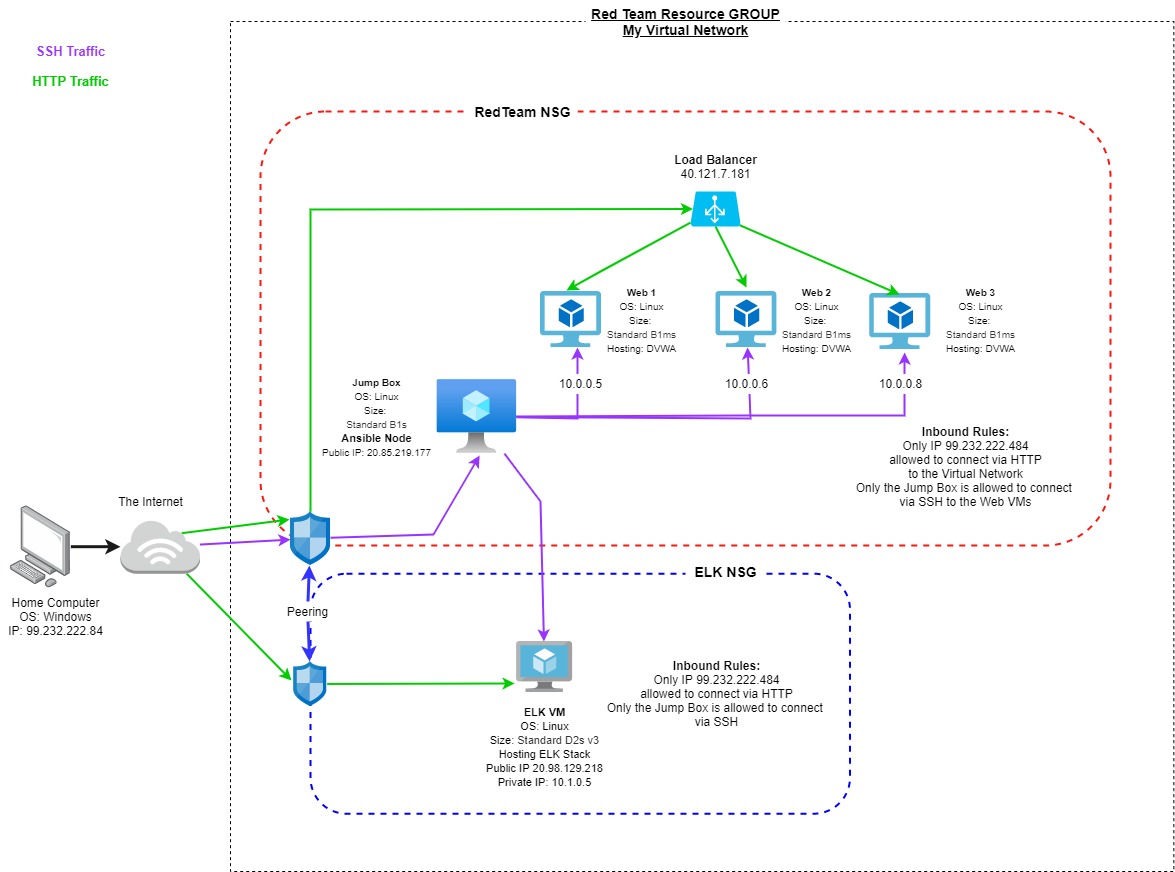 Red Team Resource GROUP
My Virtual Network
SSH Traffic
HTTP Traffic
RedTeam NSG
Load Balancer
40.121.7.181
Web 1
OS: Linux
Size:
Standard B1ms
Hosting: DVWA
Web 2
OS: Linux
Size:
Standard B1ms
Hosting: DVWA
Web 3
OS: Linux
Size:
Standard B1ms
Hosting: DVWA
10.0.0.5
10.0.0.6
10.0.0.8
Jump Box
OS: Linux
Size:
Standard B1s
Ansible Node
Public IP: 20.85.219.177
Inbound Rules:
Only IP 99.232.222.484
allowed to connect via HTTP
to the Virtual Network
Only the Jump Box is allowed to connect
via SSH to the Web VMs
The Internet
Home Computer
OS: Windows
IP: 99.232.222.84
Peering
ELK NSG
ELK VM
OS: Linux
Size: Standard D2s v3
Hosting ELK Stack
Public IP 20.98.129.218
Private IP: 10.1.0.5
Inbound Rules:
Only IP 99.232.222.484
allowed to connect via HTTP
Only the Jump Box is allowed to connect
via SSH